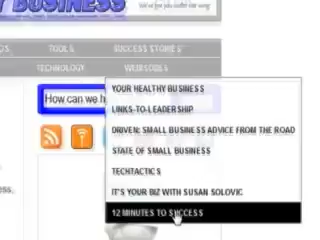 BUSINESS
TOOLS SUCCESS STORIES
TECHNOLOGY
YOUR HEALTHY BUSINESS
How can we h
LINKS-TO-LEADERSHIP
DRIVEN: SMALL BUSINESS ADVICE FROM THE ROAD
STATE OF SMALL BUSINESS
TECHTACTICS
IT'S YOUR BIZ WITH SUSAN SOLOVIC
12 MINUTES TO SUCCESS